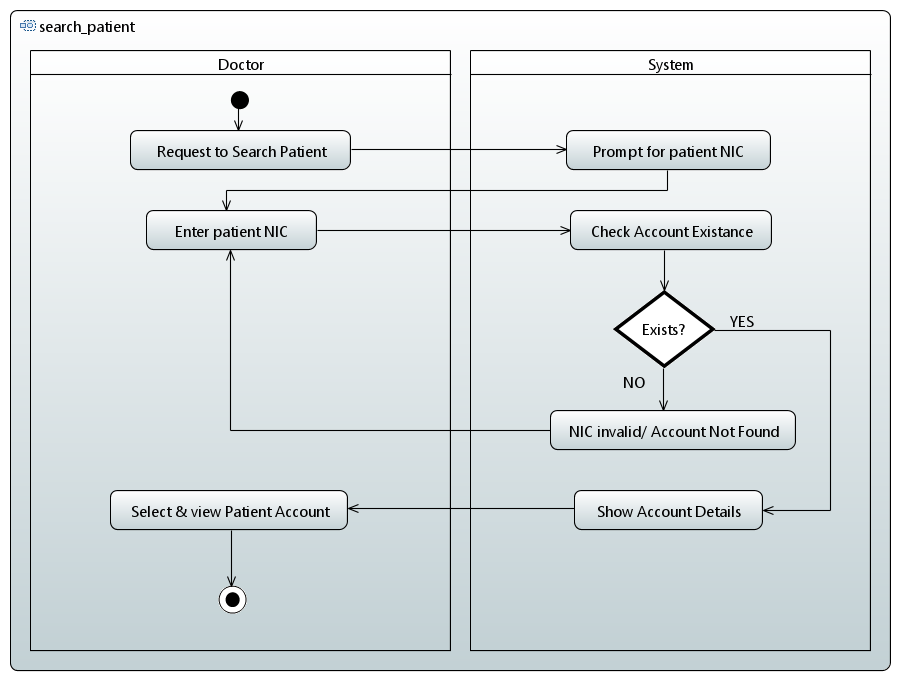 search_patient
Doctor
System
Request to Search Patient
Prompt for patient NIC
Enter patient NIC
Check Account Existance
Exists?
YES
NO
NIC invalid/ Account Not Found
Select & view Patient Account
Show Account Details